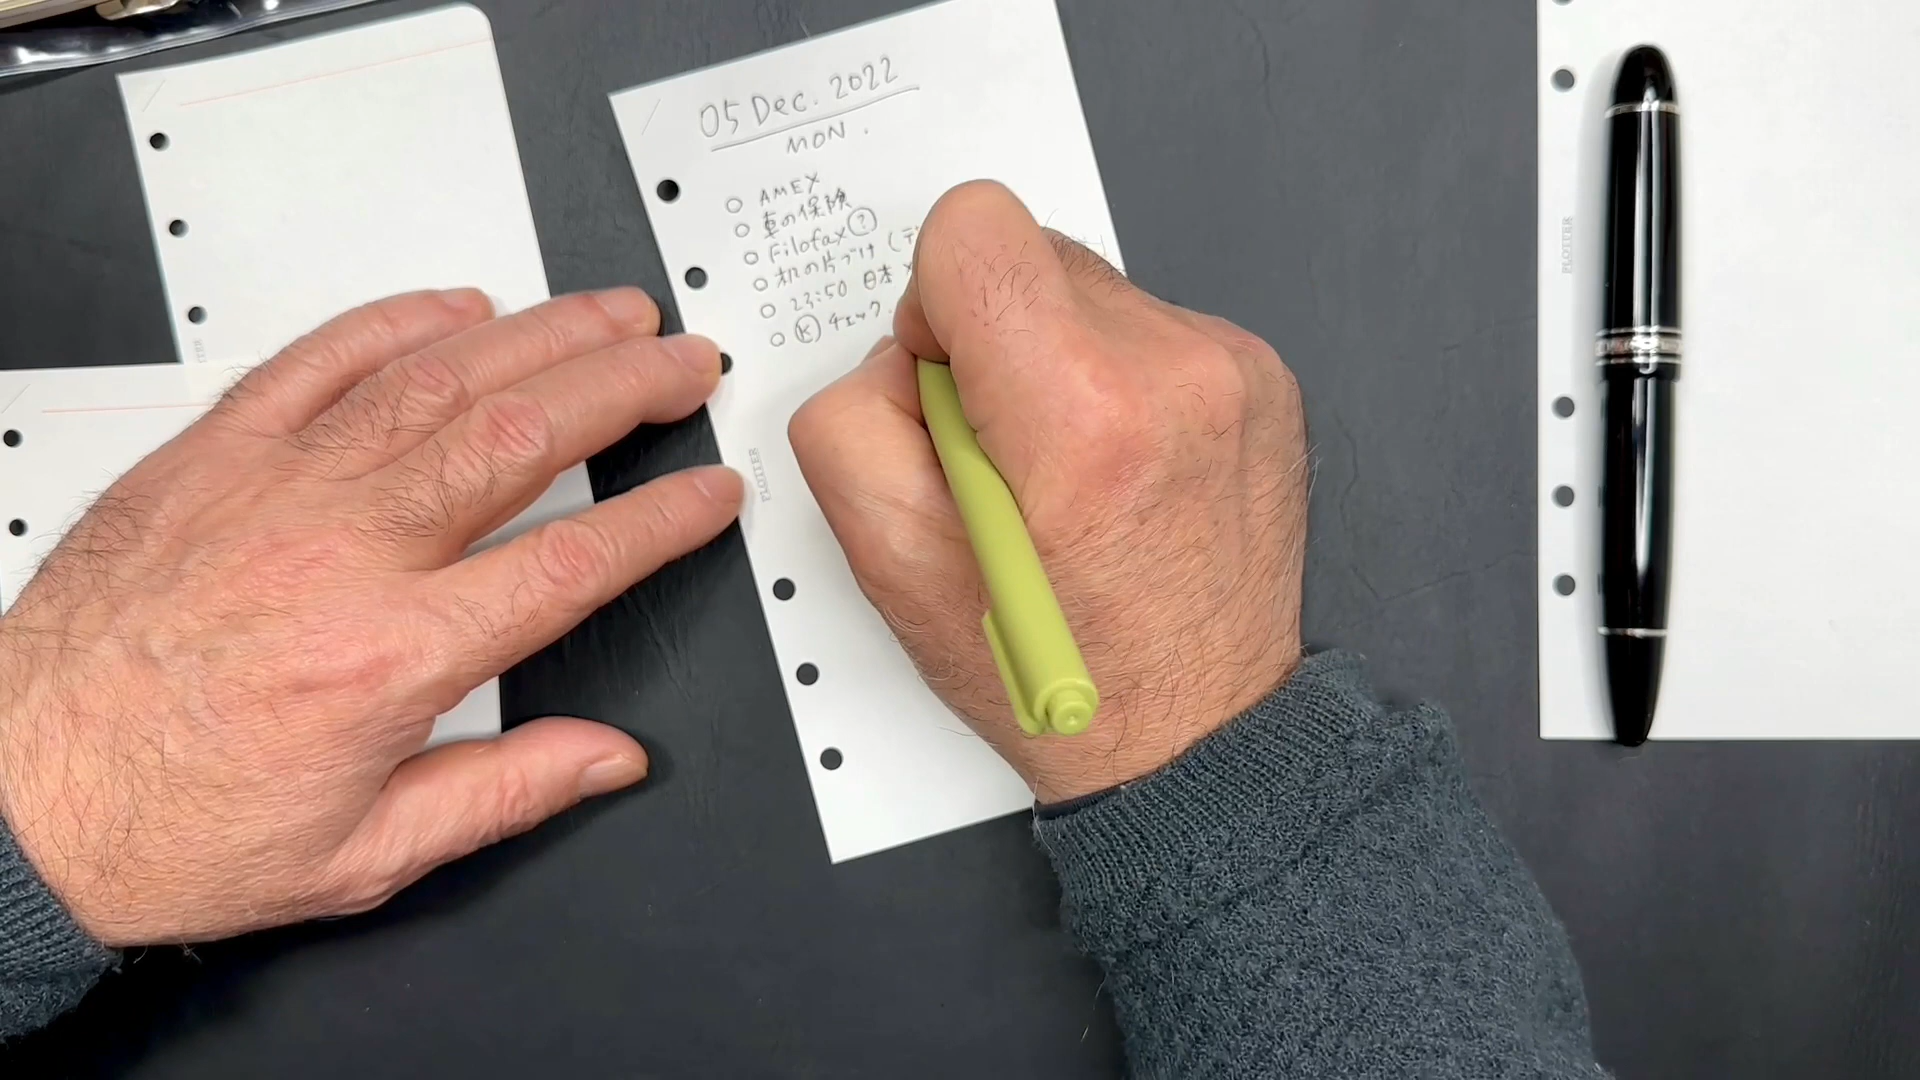 05 Dec. 2022
MON.
○ AMEX
○ 車の保険
○ Filofax ?
○ 机の片づけ (デ
○ 23:50 日本
○ K チェック.
PLOTTER
PLOTTER